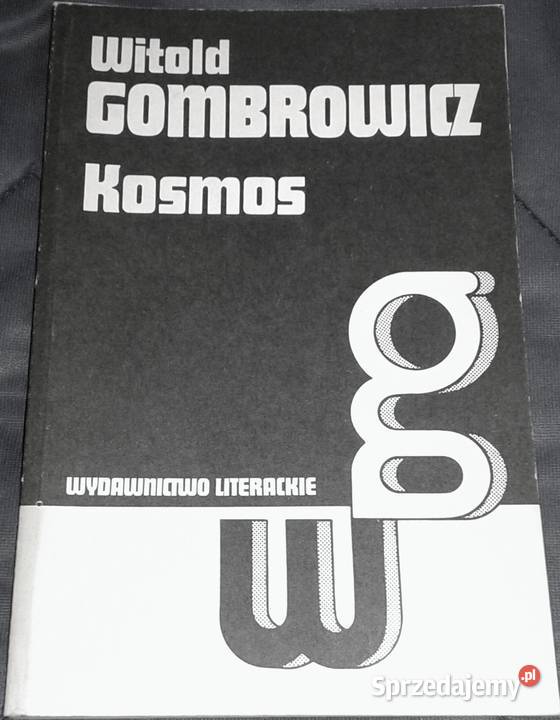 Witold
GOMBROWICZ
Kosmos
g
WYDAWNICTWO LITERACKIE
w
Sprzedajemy.pl